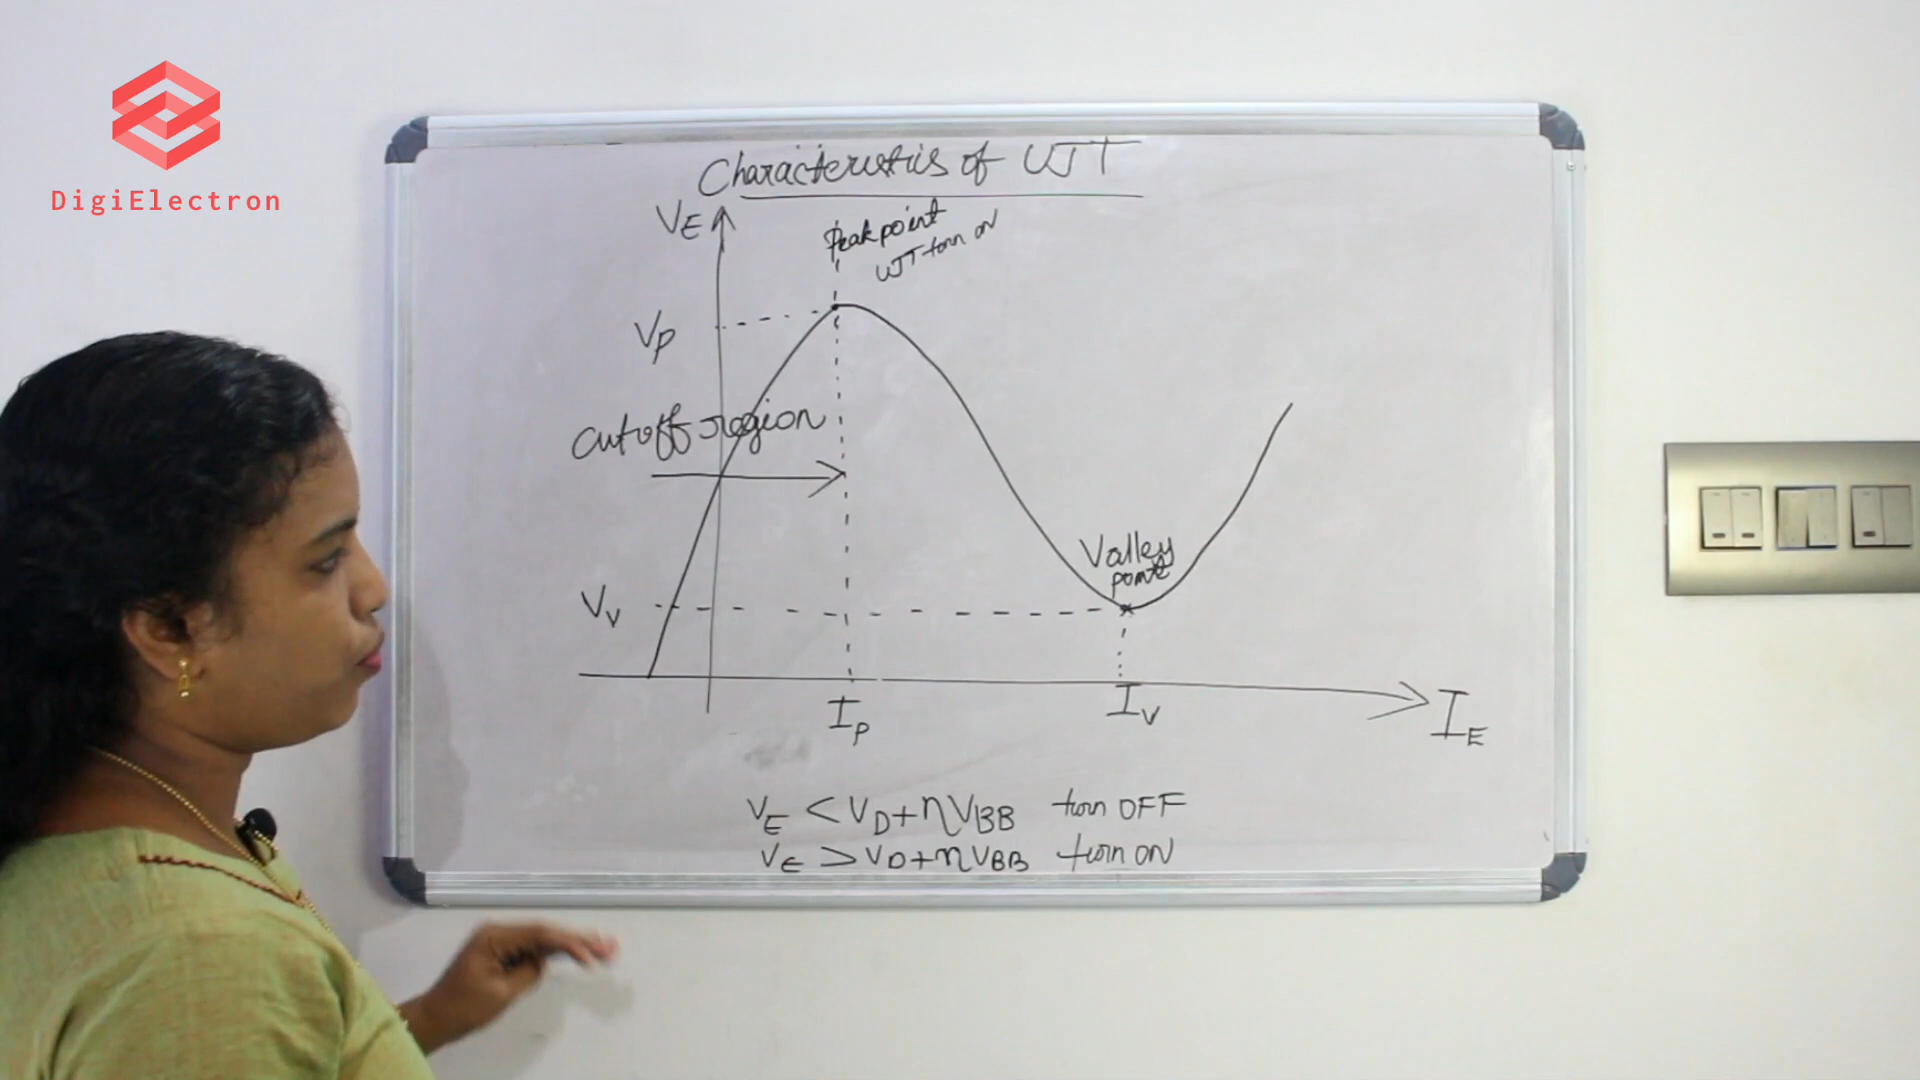 DigiElectron
Characteristics of UJT
VE
Peak point
UJT turn on
Vp
cutoff region
Valley
point
Vv
Ip
Iv
IE
VE < VD+ηVBB turn OFF
VE > VD+ηVBB turn ON